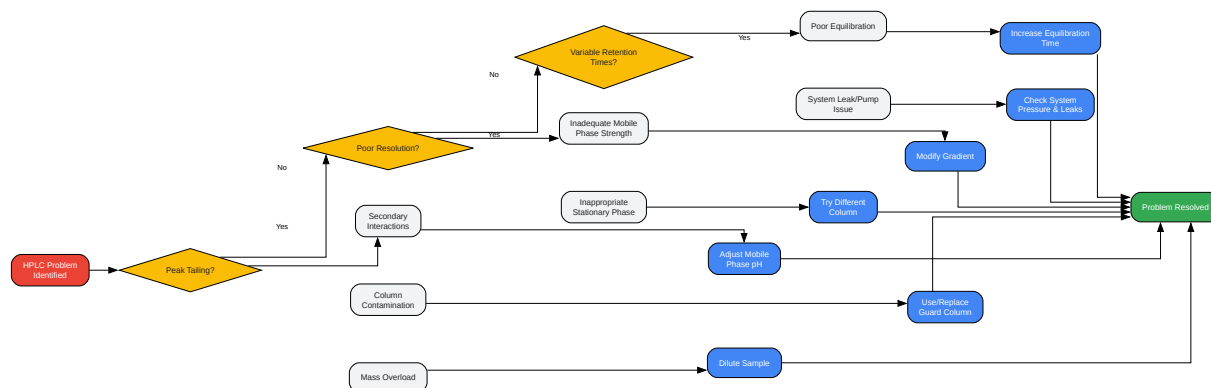 Poor Equilibration
Increase Equilibration
Time
Yes
Variable Retention
Times?
No
System Leak/Pump
Issue
Check System
Pressure & Leaks
Inadequate Mobile
Phase Strength
Yes
Poor Resolution?
Modify Gradient
No
Inappropriate
Stationary Phase
Try Different
Column
Problem Resolved
Secondary
Interactions
Yes
Adjust Mobile
Phase pH
HPLC Problem
Identified
Peak Tailing?
Column
Contamination
Use/Replace
Guard Column
Dilute Sample
Mass Overload